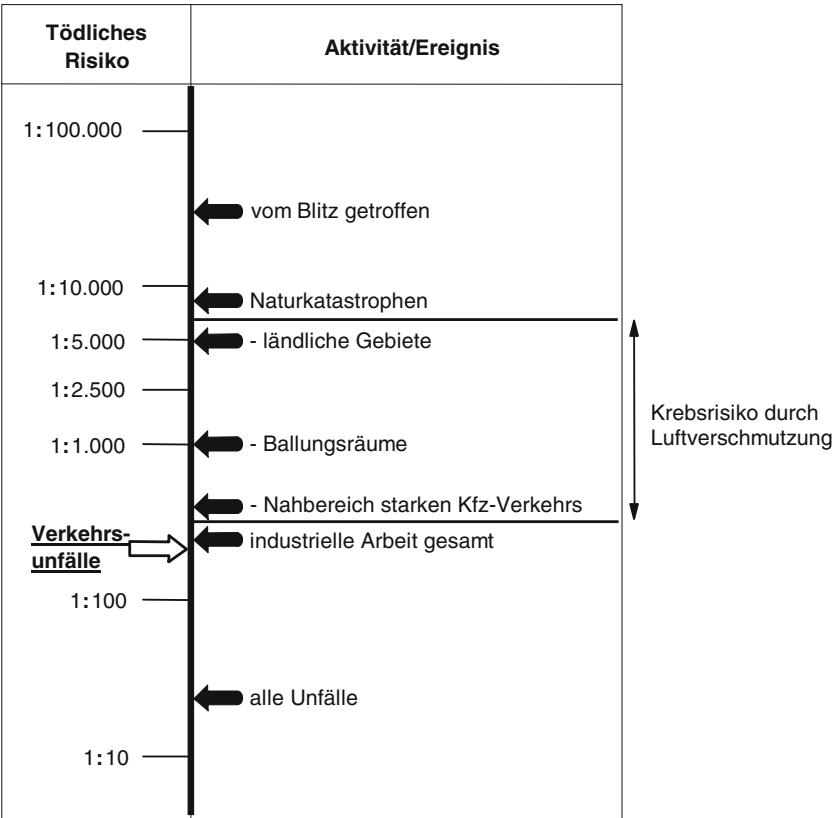 Tödliches
Risiko
Aktivität/Ereignis
1:100.000
vom Blitz getroffen
1:10.000
Naturkatastrophen
1:5.000
- ländliche Gebiete
1:2.500
Krebsrisiko durch
Luftverschmutzung
1:1.000
- Ballungsräume
- Nahbereich starken Kfz-Verkehrs
Verkehrs-
unfälle
industrielle Arbeit gesamt
1:100
alle Unfälle
1:10